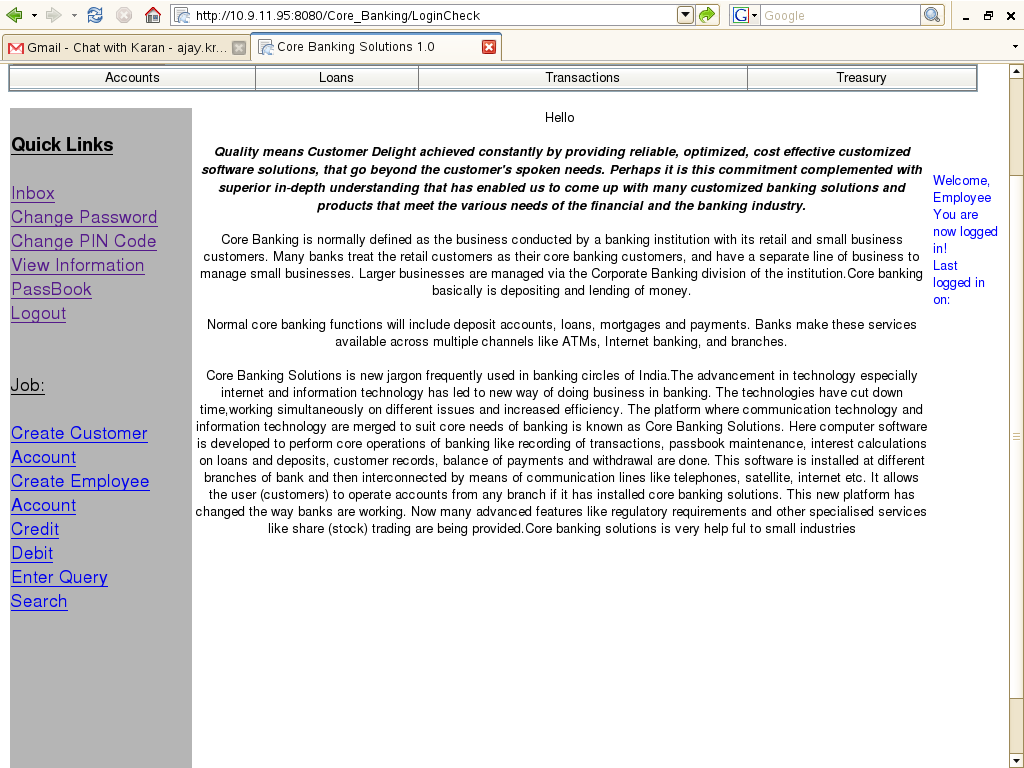 http://10.9.11.95:8080/Core_Banking/LoginCheck
G
Google
Gmail - Chat with Karan - ajay.kr...
Core Banking Solutions 1.0
Accounts
Loans
Transactions
Treasury
Quick Links
Inbox
Change Password
Change PIN Code
View Information
PassBook
Logout
Job:
Create Customer
Account
Create Employee
Account
Credit
Debit
Enter Query
Search
Hello
Quality means Customer Delight achieved constantly by providing reliable, optimized, cost effective customized
software solutions, that go beyond the customer's spoken needs. Perhaps it is this commitment complemented with
superior in-depth understanding that has enabled us to come up with many customized banking solutions and
products that meet the various needs of the financial and the banking industry.
Core Banking is normally defined as the business conducted by a banking institution with its retail and small business
customers. Many banks treat the retail customers as their core banking customers, and have a separate line of business to
manage small businesses. Larger businesses are managed via the Corporate Banking division of the institution.Core banking
basically is depositing and lending of money.
Normal core banking functions will include deposit accounts, loans, mortgages and payments. Banks make these services
available across multiple channels like ATMs, Internet banking, and branches.
Core Banking Solutions is new jargon frequently used in banking circles of India.The advancement in technology especially
internet and information technology has led to new way of doing business in banking. The technologies have cut down
time,working simultaneously on different issues and increased efficiency. The platform where communication technology and
information technology are merged to suit core needs of banking is known as Core Banking Solutions. Here computer software
is developed to perform core operations of banking like recording of transactions, passbook maintenance, interest calculations
on loans and deposits, customer records, balance of payments and withdrawal are done. This software is installed at different
branches of bank and then interconnected by means of communication lines like telephones, satellite, internet etc. It allows
the user (customers) to operate accounts from any branch if it has installed core banking solutions. This new platform has
changed the way banks are working. Now many advanced features like regulatory requirements and other specialised services
like share (stock) trading are being provided.Core banking solutions is very help ful to small industries
Welcome,
Employee
You are
now logged
in!
Last
logged in
on: